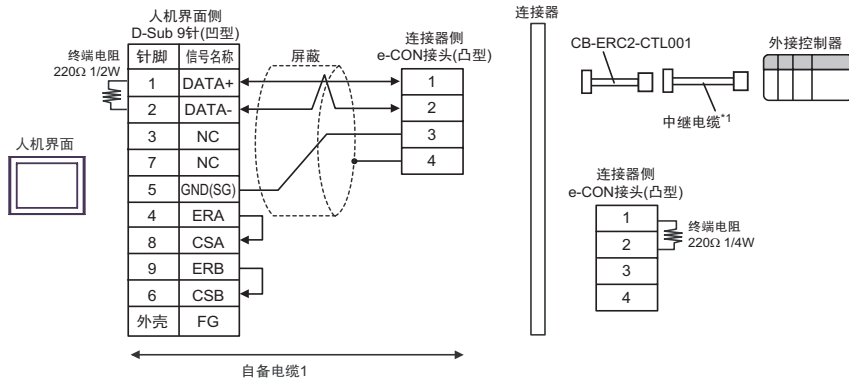 人机界面侧
D-Sub 9针(凹型)
终端电阻
220Ω 1/2W
针脚 信号名称
1 DATA+
2 DATA-
3 NC
7 NC
5 GND(SG)
4 ERA
8 CSA
9 ERB
6 CSB
外壳 FG
人机界面
屏蔽
连接器侧
e-CON接头(凸型)
1
2
3
4
自备电缆1
连接器
CB-ERC2-CTL001
中继电缆*1
外接控制器
连接器侧
e-CON接头(凸型)
1
2
3
4
终端电阻
220Ω 1/4W